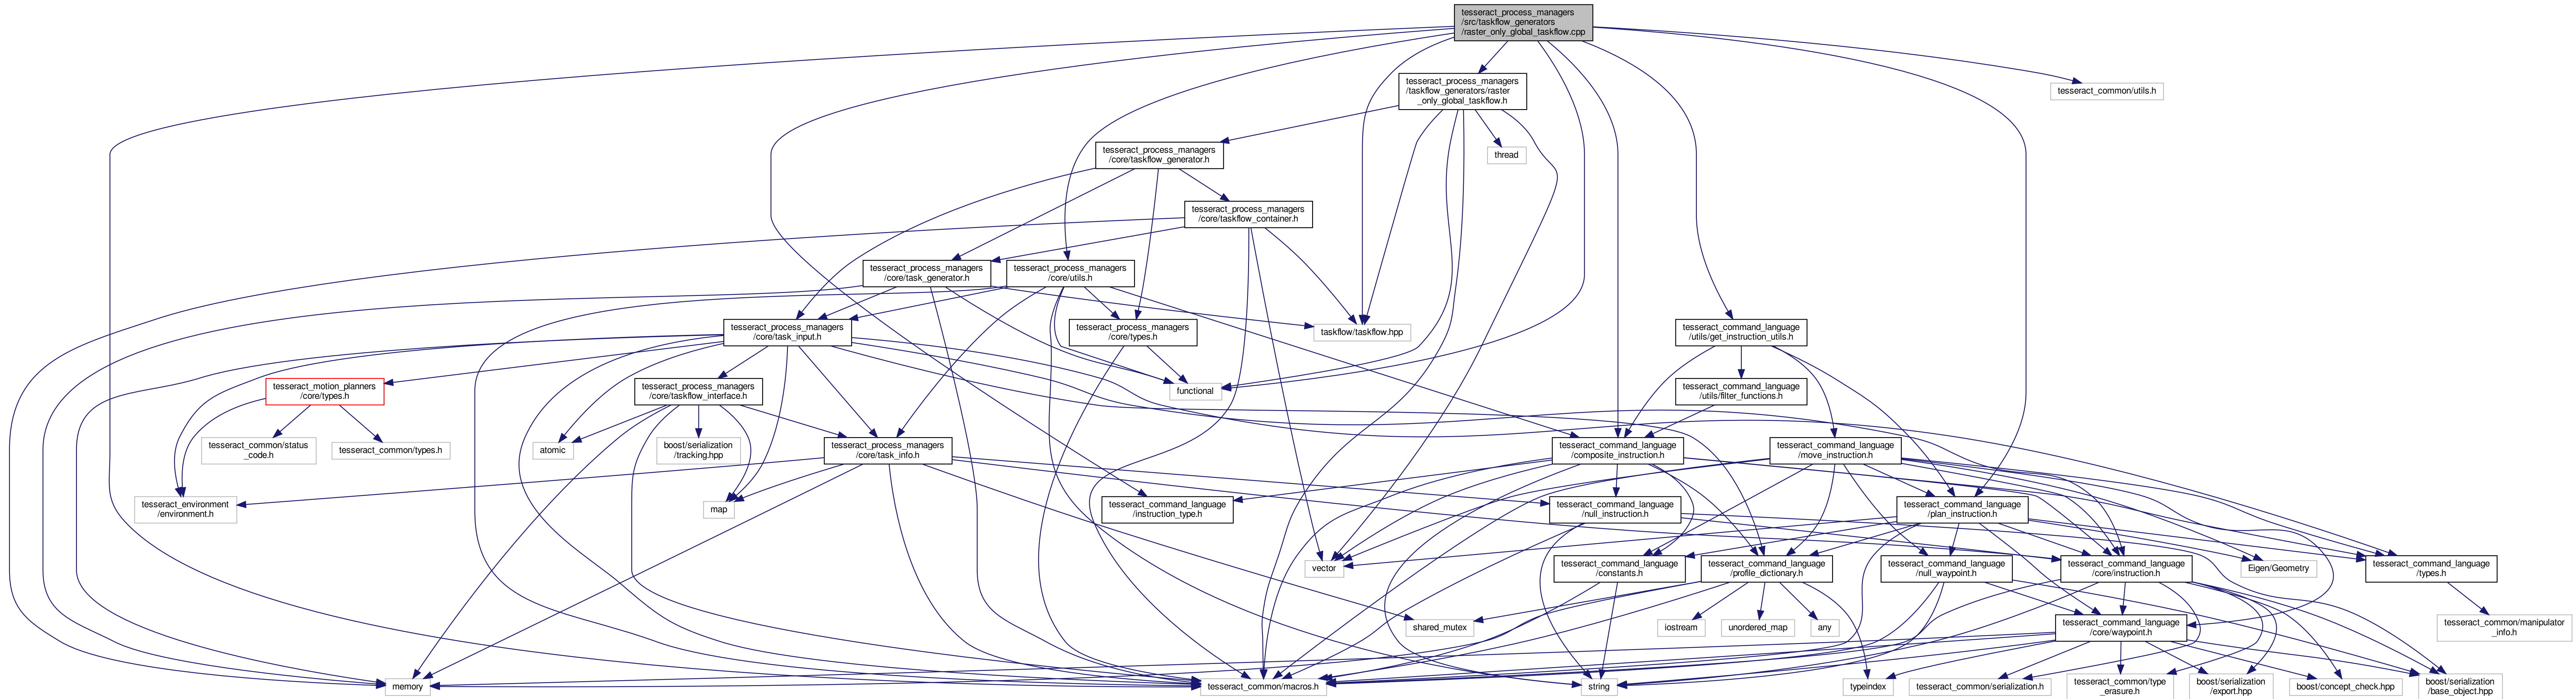 tesseract_process_managers
/src/taskflow_generators
/raster_only_global_taskflow.cpp
tesseract_process_managers
/taskflow_generators/raster
_only_global_taskflow.h
tesseract_common/utils.h
tesseract_process_managers
/core/taskflow_generator.h
thread
tesseract_process_managers
/core/taskflow_container.h
tesseract_process_managers
/core/task_generator.h
tesseract_process_managers
/core/utils.h
tesseract_process_managers
/core/task_input.h
tesseract_process_managers
/core/types.h
taskflow/taskflow.hpp
tesseract_command_language
/utils/get_instruction_utils.h
tesseract_motion_planners
/core/types.h
tesseract_process_managers
/core/taskflow_interface.h
functional
tesseract_command_language
/utils/filter_functions.h
tesseract_common/status
_code.h
tesseract_common/types.h
atomic
boost/serialization
/tracking.hpp
tesseract_process_managers
/core/task_info.h
tesseract_command_language
/composite_instruction.h
tesseract_command_language
/move_instruction.h
tesseract_environment
/environment.h
map
tesseract_command_language
/instruction_type.h
tesseract_command_language
/null_instruction.h
tesseract_command_language
/plan_instruction.h
vector
tesseract_command_language
/constants.h
tesseract_command_language
/profile_dictionary.h
tesseract_command_language
/null_waypoint.h
tesseract_command_language
/core/instruction.h
Eigen/Geometry
tesseract_command_language
/types.h
shared_mutex
iostream
unordered_map
any
tesseract_command_language
/core/waypoint.h
tesseract_common/manipulator
_info.h
memory
tesseract_common/macros.h
string
typeindex
tesseract_common/serialization.h
tesseract_common/type
_erasure.h
boost/serialization
/export.hpp
boost/concept_check.hpp
boost/serialization
/base_object.hpp